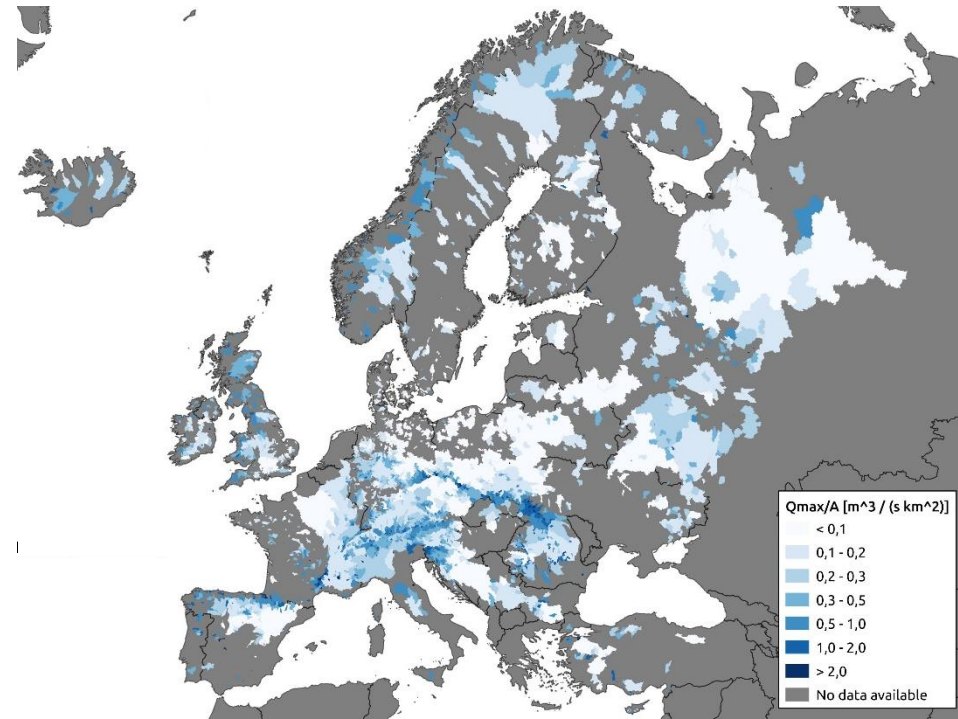 Qmax/A [m^3 / (s km^2)]
< 0,1
0,1 - 0,2
0,2 - 0,3
0,3 - 0,5
0,5 - 1,0
1,0 - 2,0
> 2,0
No data available